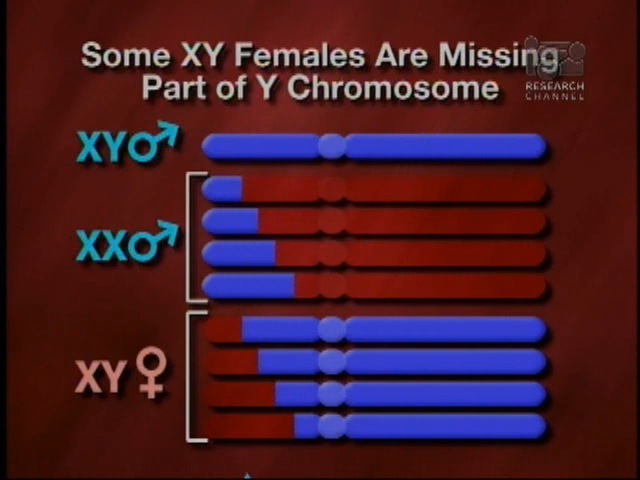 Some XY Females Are Missing
Part of Y Chromosome
RESEARCH
CHANNEL
XY♂
XX♂
XY♀